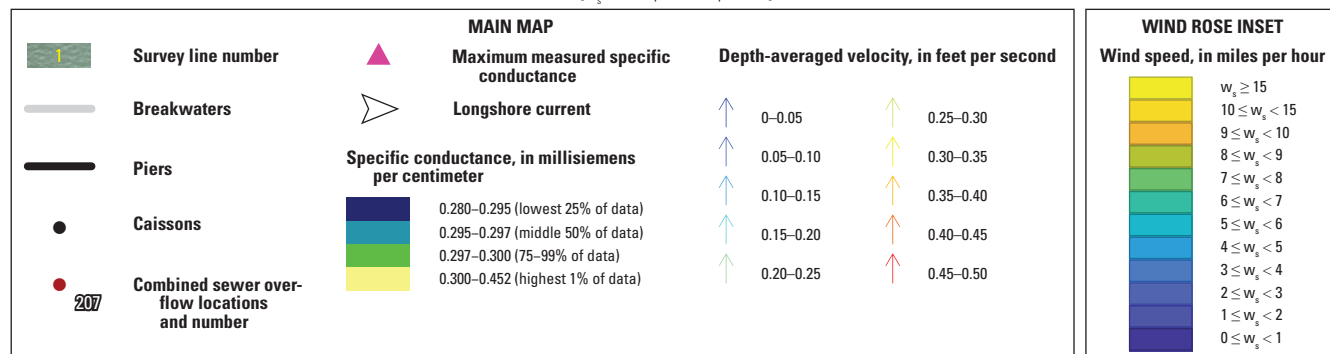 MAIN MAP
1
Survey line number
Breakwaters
Piers
Caissons
207
Combined sewer over-
flow locations
and number
Maximum measured specific
conductance
Longshore current
Specific conductance, in millisiemens
per centimeter
0.280–0.295 (lowest 25% of data)
0.295–0.297 (middle 50% of data)
0.297–0.300 (75–99% of data)
0.300–0.452 (highest 1% of data)
Depth-averaged velocity, in feet per second
0–0.05
0.05–0.10
0.10–0.15
0.15–0.20
0.20–0.25
0.25–0.30
0.30–0.35
0.35–0.40
0.40–0.45
0.45–0.50
WIND ROSE INSET
Wind speed, in miles per hour
wₛ ≥ 15
10 ≤ wₛ < 15
9 ≤ wₛ < 10
8 ≤ wₛ < 9
7 ≤ wₛ < 8
6 ≤ wₛ < 7
5 ≤ wₛ < 6
4 ≤ wₛ < 5
3 ≤ wₛ < 4
2 ≤ wₛ < 3
1 ≤ wₛ < 2
0 ≤ wₛ < 1